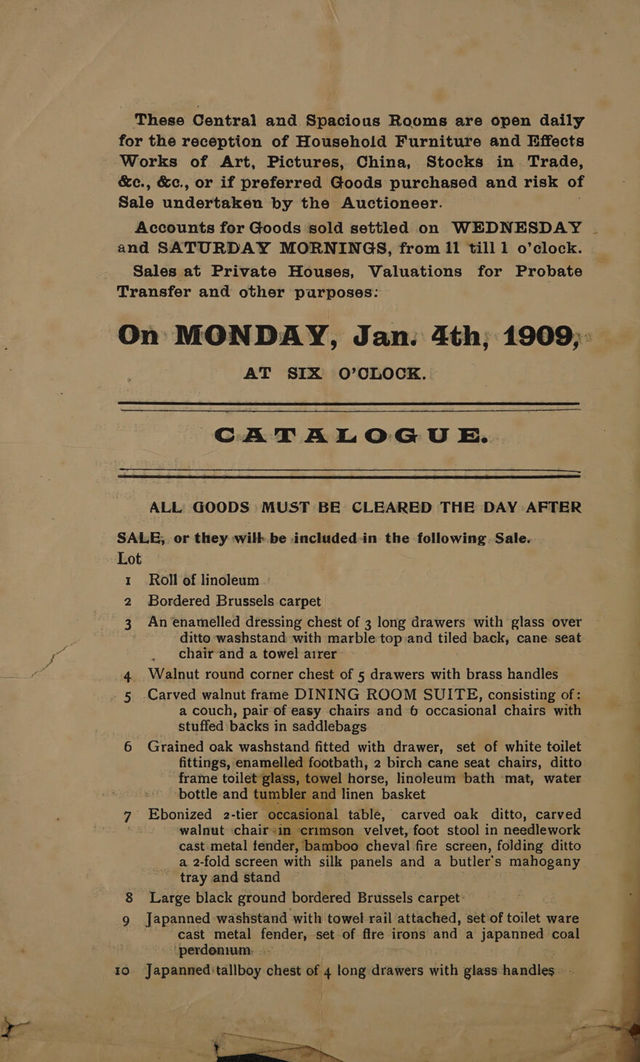 These Central and Spacious Rooms are open daily
for the reception of Household Furniture and Effects
Works of Art, Pictures, China, Stocks in Trade,
&c., &c., or if preferred Goods purchased and risk of
Sale undertaken by the Auctioneer.
Accounts for Goods sold settled on WEDNESDAY
and SATURDAY MORNINGS, from 11 till 1 o'clock.
Sales at Private Houses, Valuations for Probate
Transfer and other purposes:
On MONDAY, Jan. 4th, 1909,
AT SIX O'CLOCK.
CATALOGUE.
ALL GOODS MUST BE CLEARED THE DAY AFTER
SALE, or they will be included in the following Sale.
Lot
1 Roll of linoleum
2 Bordered Brussels carpet
3 An enamelled dressing chest of 3 long drawers with glass over
ditto washstand with marble top and tiled back, cane seat
chair and a towel airer
4 Walnut round corner chest of 5 drawers with brass handles
5 Carved walnut frame DINING ROOM SUITE, consisting of:
a couch, pair of easy chairs and 6 occasional chairs with
stuffed backs in saddlebags
6 Grained oak washstand fitted with drawer, set of white toilet
fittings, enamelled footbath, 2 birch cane seat chairs, ditto
frame toilet glass, towel horse, linoleum bath mat, water
bottle and tumbler and linen basket
7 Ebonized 2-tier occasional table, carved oak ditto, carved
walnut chair in crimson velvet, foot stool in needlework
cast metal fender, bamboo cheval fire screen, folding ditto
a 2-fold screen with silk panels and a butler's mahogany
tray and stand
8 Large black ground bordered Brussels carpet
9 Japanned washstand with towel rail attached, set of toilet ware
cast metal fender, set of fire irons and a japanned coal
perdonium
10 Japanned tallboy chest of 4 long drawers with glass handles